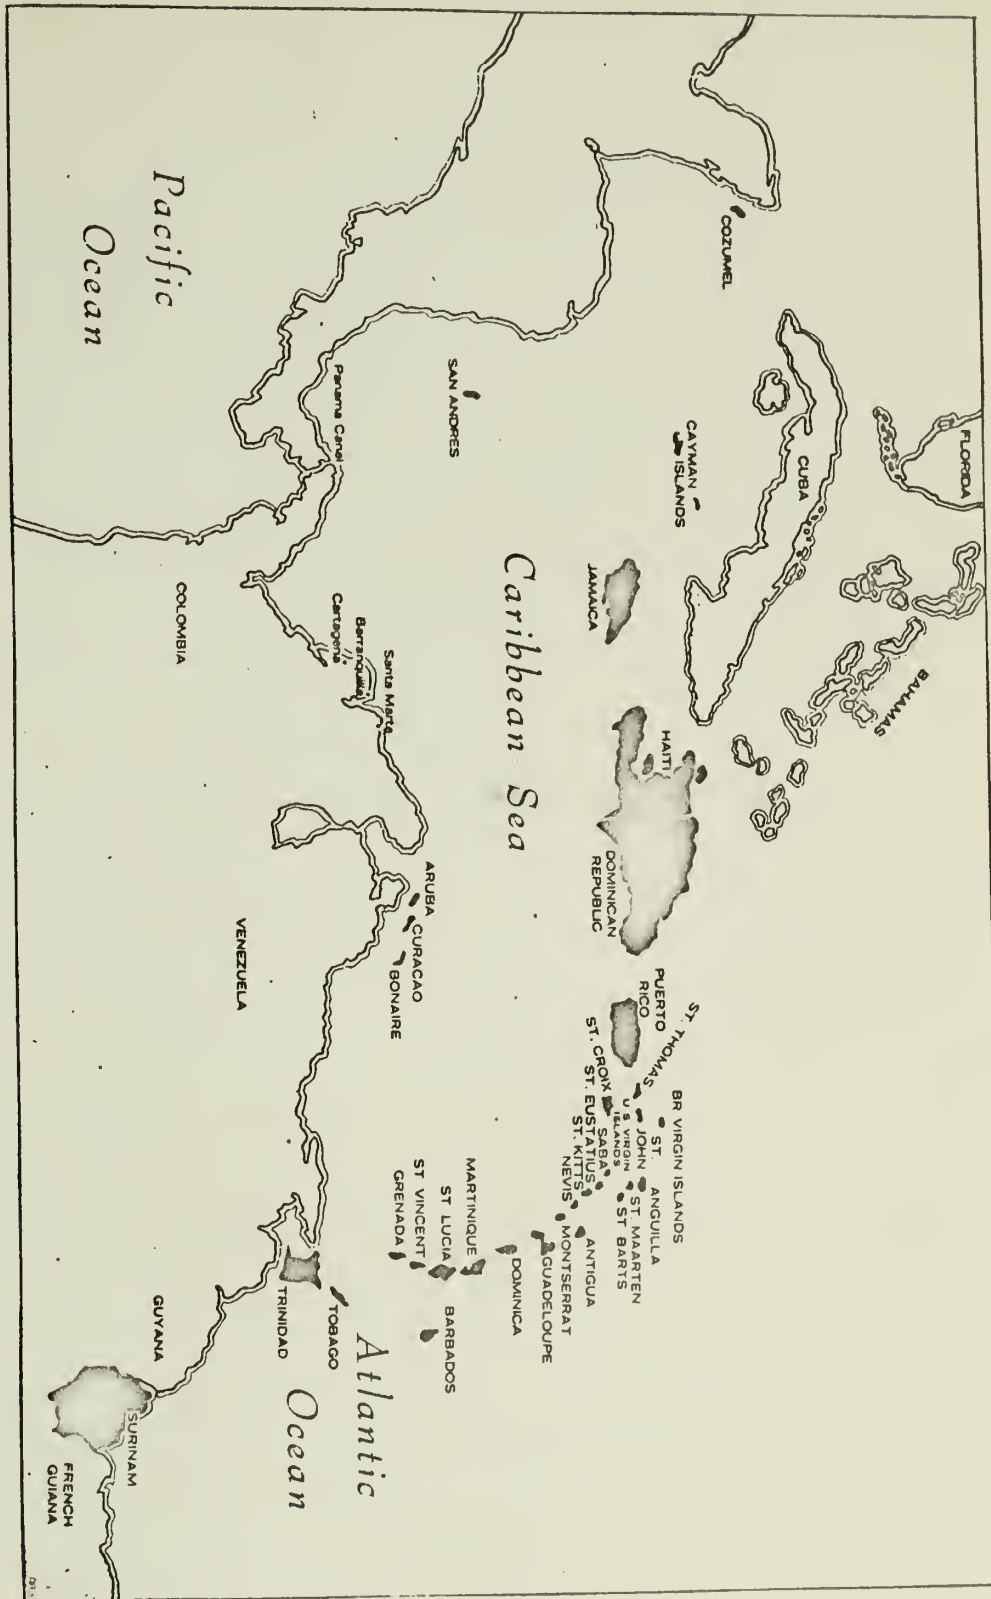 FLORIDA
BAHAMAS
CUBA
COZUMEL
CAYMAN
ISLANDS
JAMAICA
HAITI
DOMINICAN
REPUBLIC
PUERTO
RICO
ST. THOMAS
BR VIRGIN ISLANDS
ST.
JOHN
U S VIRGIN
ISLANDS
ANGUILLA
ST. MAARTEN
ST BARTS
ST. CROIX
SABA
ST. EUSTATIUS
ST. KITTS
NEVIS
ANTIGUA
MONTSERRAT
GUADELOUPE
DOMINICA
MARTINIQUE
ST LUCIA
ST VINCENT
GRENADA
BARBADOS
Caribbean Sea
SAN ANDRES
Panama Canal
Pacific
Ocean
COLOMBIA
Cartagena
Barranquilla
Santa Marta
ARUBA
CURACAO
BONAIRE
VENEZUELA
TOBAGO
TRINIDAD
Atlantic
Ocean
GUYANA
SURINAM
FRENCH
GUIANA